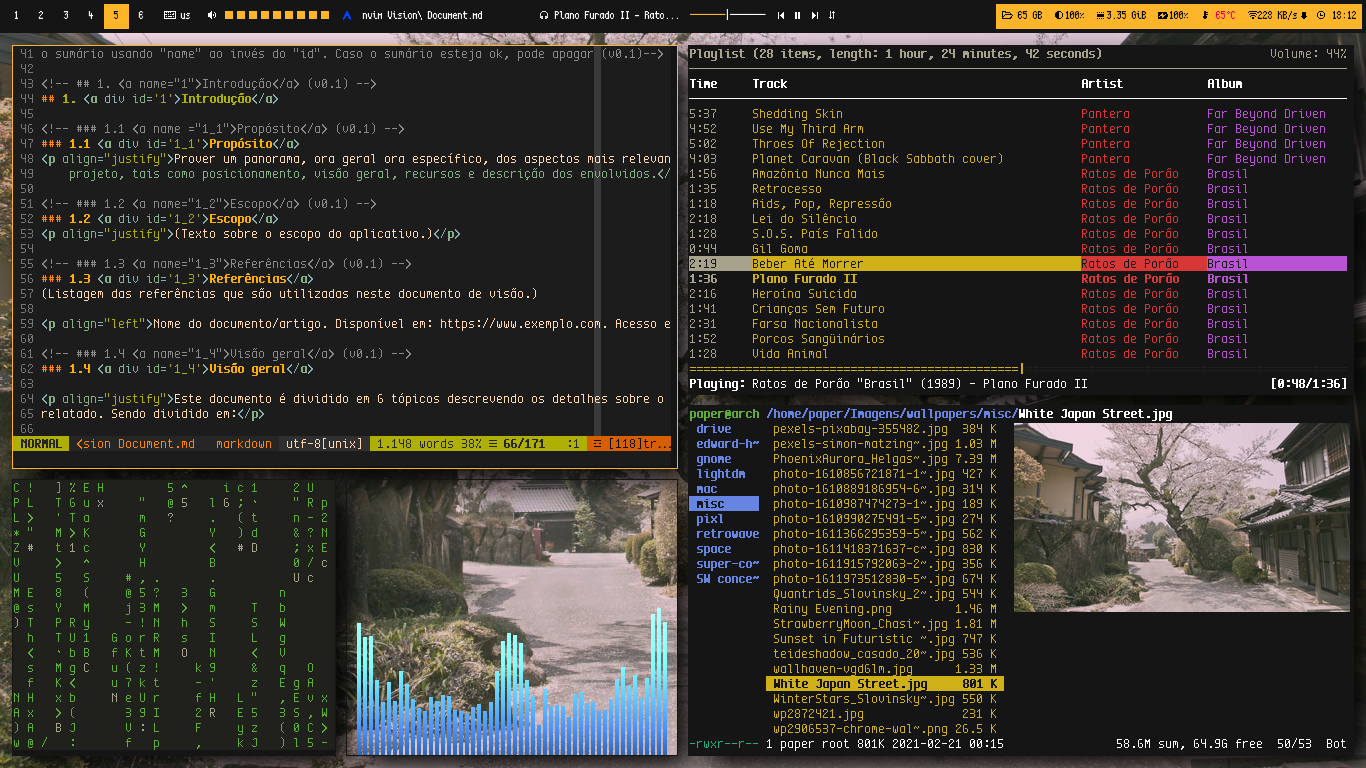 1 2 3 4 5 6 us nvim Vision\ Document.md Plano Furado II - Rato... 65 GB 100% 3.35 GiB 100% 65°C 228 KB/s 18:12
41 o sumário usando "name" ao invés do "id". Caso o sumário esteja ok, pode apagar (v0.1)-->
42
43 <!-- ## 1. <a name="1">Introdução</a> (v0.1) -->
44 ## 1. <a div id='1'>Introdução</a>
45
46 <!-- ### 1.1 <a name ="1_1">Propósito</a> (v0.1) -->
47 ### 1.1 <a div id='1_1'>Propósito</a>
48 <p align="justify">Prover um panorama, ora geral ora específico, dos aspectos mais relevan
49 projeto, tais como posicionamento, visão geral, recursos e descrição dos envolvidos.</
50
51 <!-- ### 1.2 <a name="1_2">Escopo</a> (v0.1) -->
52 ### 1.2 <a div id='1_2'>Escopo</a>
53 <p align="justify">(Texto sobre o escopo do aplicativo.)</p>
54
55 <!-- ### 1.3 <a name="1_3">Referências</a> (v0.1) -->
56 ### 1.3 <a div id='1_3'>Referências</a>
57 (Listagem das referências que são utilizadas neste documento de visão.)
58
59 <p align="left">Nome do documento/artigo. Disponível em: https://www.exemplo.com. Acesso e
60
61 <!-- ### 1.4 <a name="1_4">Visão geral</a> (v0.1) -->
62 ### 1.4 <a div id='1_4'>Visão geral</a>
63
64 <p align="justify">Este documento é dividido em 6 tópicos descrevendo os detalhes sobre o
65 relatado. Sendo dividido em:</p>
66
NORMAL <sion Document.md markdown utf-8[unix] 1.148 words 38% ☰ 66/171 :1 ☲ [118]tr...
Playlist (28 items, length: 1 hour, 24 minutes, 42 seconds) Volume: 44%
Time Track Artist Album
5:37 Shedding Skin Pantera Far Beyond Driven
4:52 Use My Third Arm Pantera Far Beyond Driven
5:02 Throes Of Rejection Pantera Far Beyond Driven
4:03 Planet Caravan (Black Sabbath cover) Pantera Far Beyond Driven
1:56 Amazônia Nunca Mais Ratos de Porão Brasil
1:35 Retrocesso Ratos de Porão Brasil
1:18 Aids, Pop, Repressão Ratos de Porão Brasil
2:18 Lei do Silêncio Ratos de Porão Brasil
1:28 S.O.S. País Falido Ratos de Porão Brasil
0:44 Gil Goma Ratos de Porão Brasil
2:19 Beber Até Morrer Ratos de Porão Brasil
1:36 Plano Furado II Ratos de Porão Brasil
2:16 Heroína Suicida Ratos de Porão Brasil
1:41 Crianças Sem Futuro Ratos de Porão Brasil
2:31 Farsa Nacionalista Ratos de Porão Brasil
1:52 Porcos Sangüinários Ratos de Porão Brasil
1:28 Vida Animal Ratos de Porão Brasil
Playing: Ratos de Porão "Brasil" (1989) - Plano Furado II [0:48/1:36]
paper@arch /home/paper/Imagens/wallpapers/misc/White Japan Street.jpg
drive pexels-pixabay-355482.jpg 384 K
edward-h~ pexels-simon-matzing~.jpg 1.03 M
gnome PhoenixAurora_Helgas~.jpg 7.39 M
lightdm photo-1610856721871-1~.jpg 427 K
mac photo-1610889186954-6~.jpg 314 K
misc photo-1610987474273-1~.jpg 189 K
pixl photo-1610990275491-5~.jpg 274 K
retrowave photo-1611366295359-5~.jpg 562 K
space photo-1611418371637-c~.jpg 830 K
super-co~ photo-1611915792063-2~.jpg 356 K
SW conce~ photo-1611973512830-5~.jpg 674 K
Quantrids_Slovinsky_2~.jpg 544 K
Rainy Evening.png 1.46 M
StrawberryMoon_Chasi~.jpg 1.81 M
Sunset in Futuristic ~.jpg 747 K
teideshadow_casado_20~.jpg 536 K
wallhaven-vgd6lm.jpg 1.33 M
White Japan Street.jpg 801 K
WinterStars_Slovinsky~.jpg 550 K
wp2872421.jpg 231 K
wp2906537-chrome-wal~.png 26.5 K
-rwxr--r-- 1 paper root 801K 2021-02-21 00:15 58.6M sum, 64.9G free 50/53 Bot